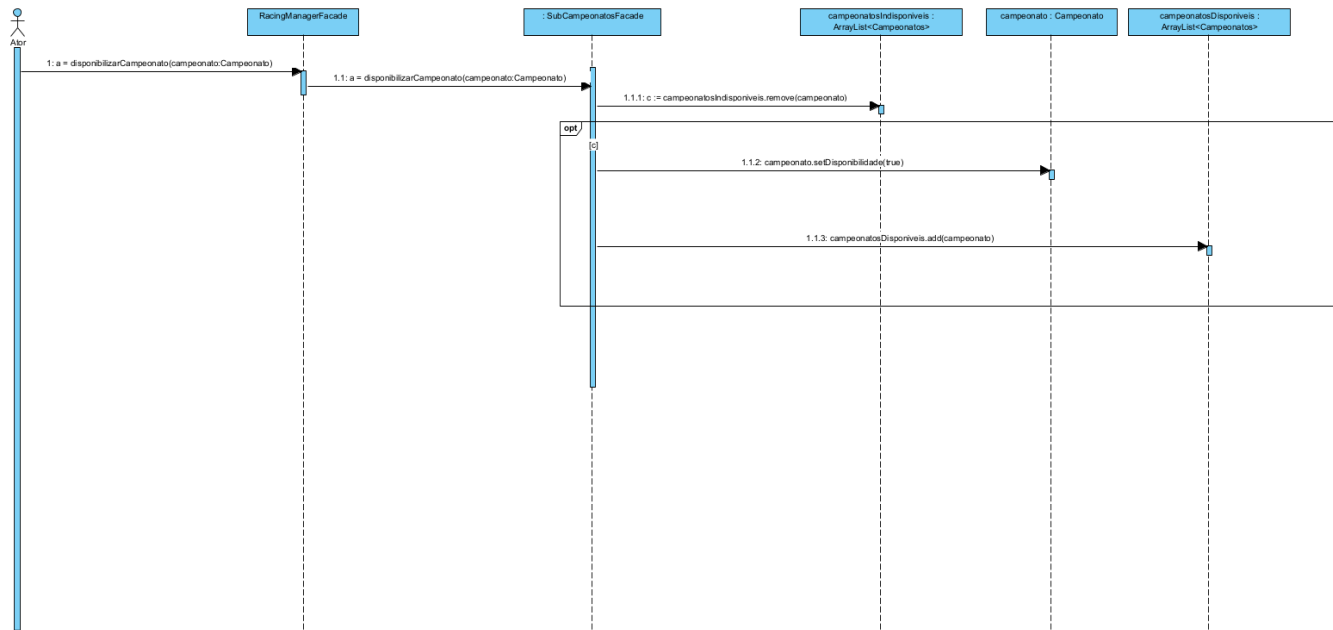 RacingManagerFacade
: SubCampeonatosFacade
campeonatosIndisponiveis :
ArrayList<Campeonatos>
campeonato : Campeonato
campeonatosDisponiveis :
ArrayList<Campeonatos>
Ator
1: a = disponibilizarCampeonato(campeonato:Campeonato)
1.1: a = disponibilizarCampeonato(campeonato:Campeonato)
1.1.1: c := campeonatosIndisponiveis.remove(campeonato)
opt
[c]
1.1.2: campeonato.setDisponibilidade(true)
1.1.3: campeonatosDisponiveis.add(campeonato)